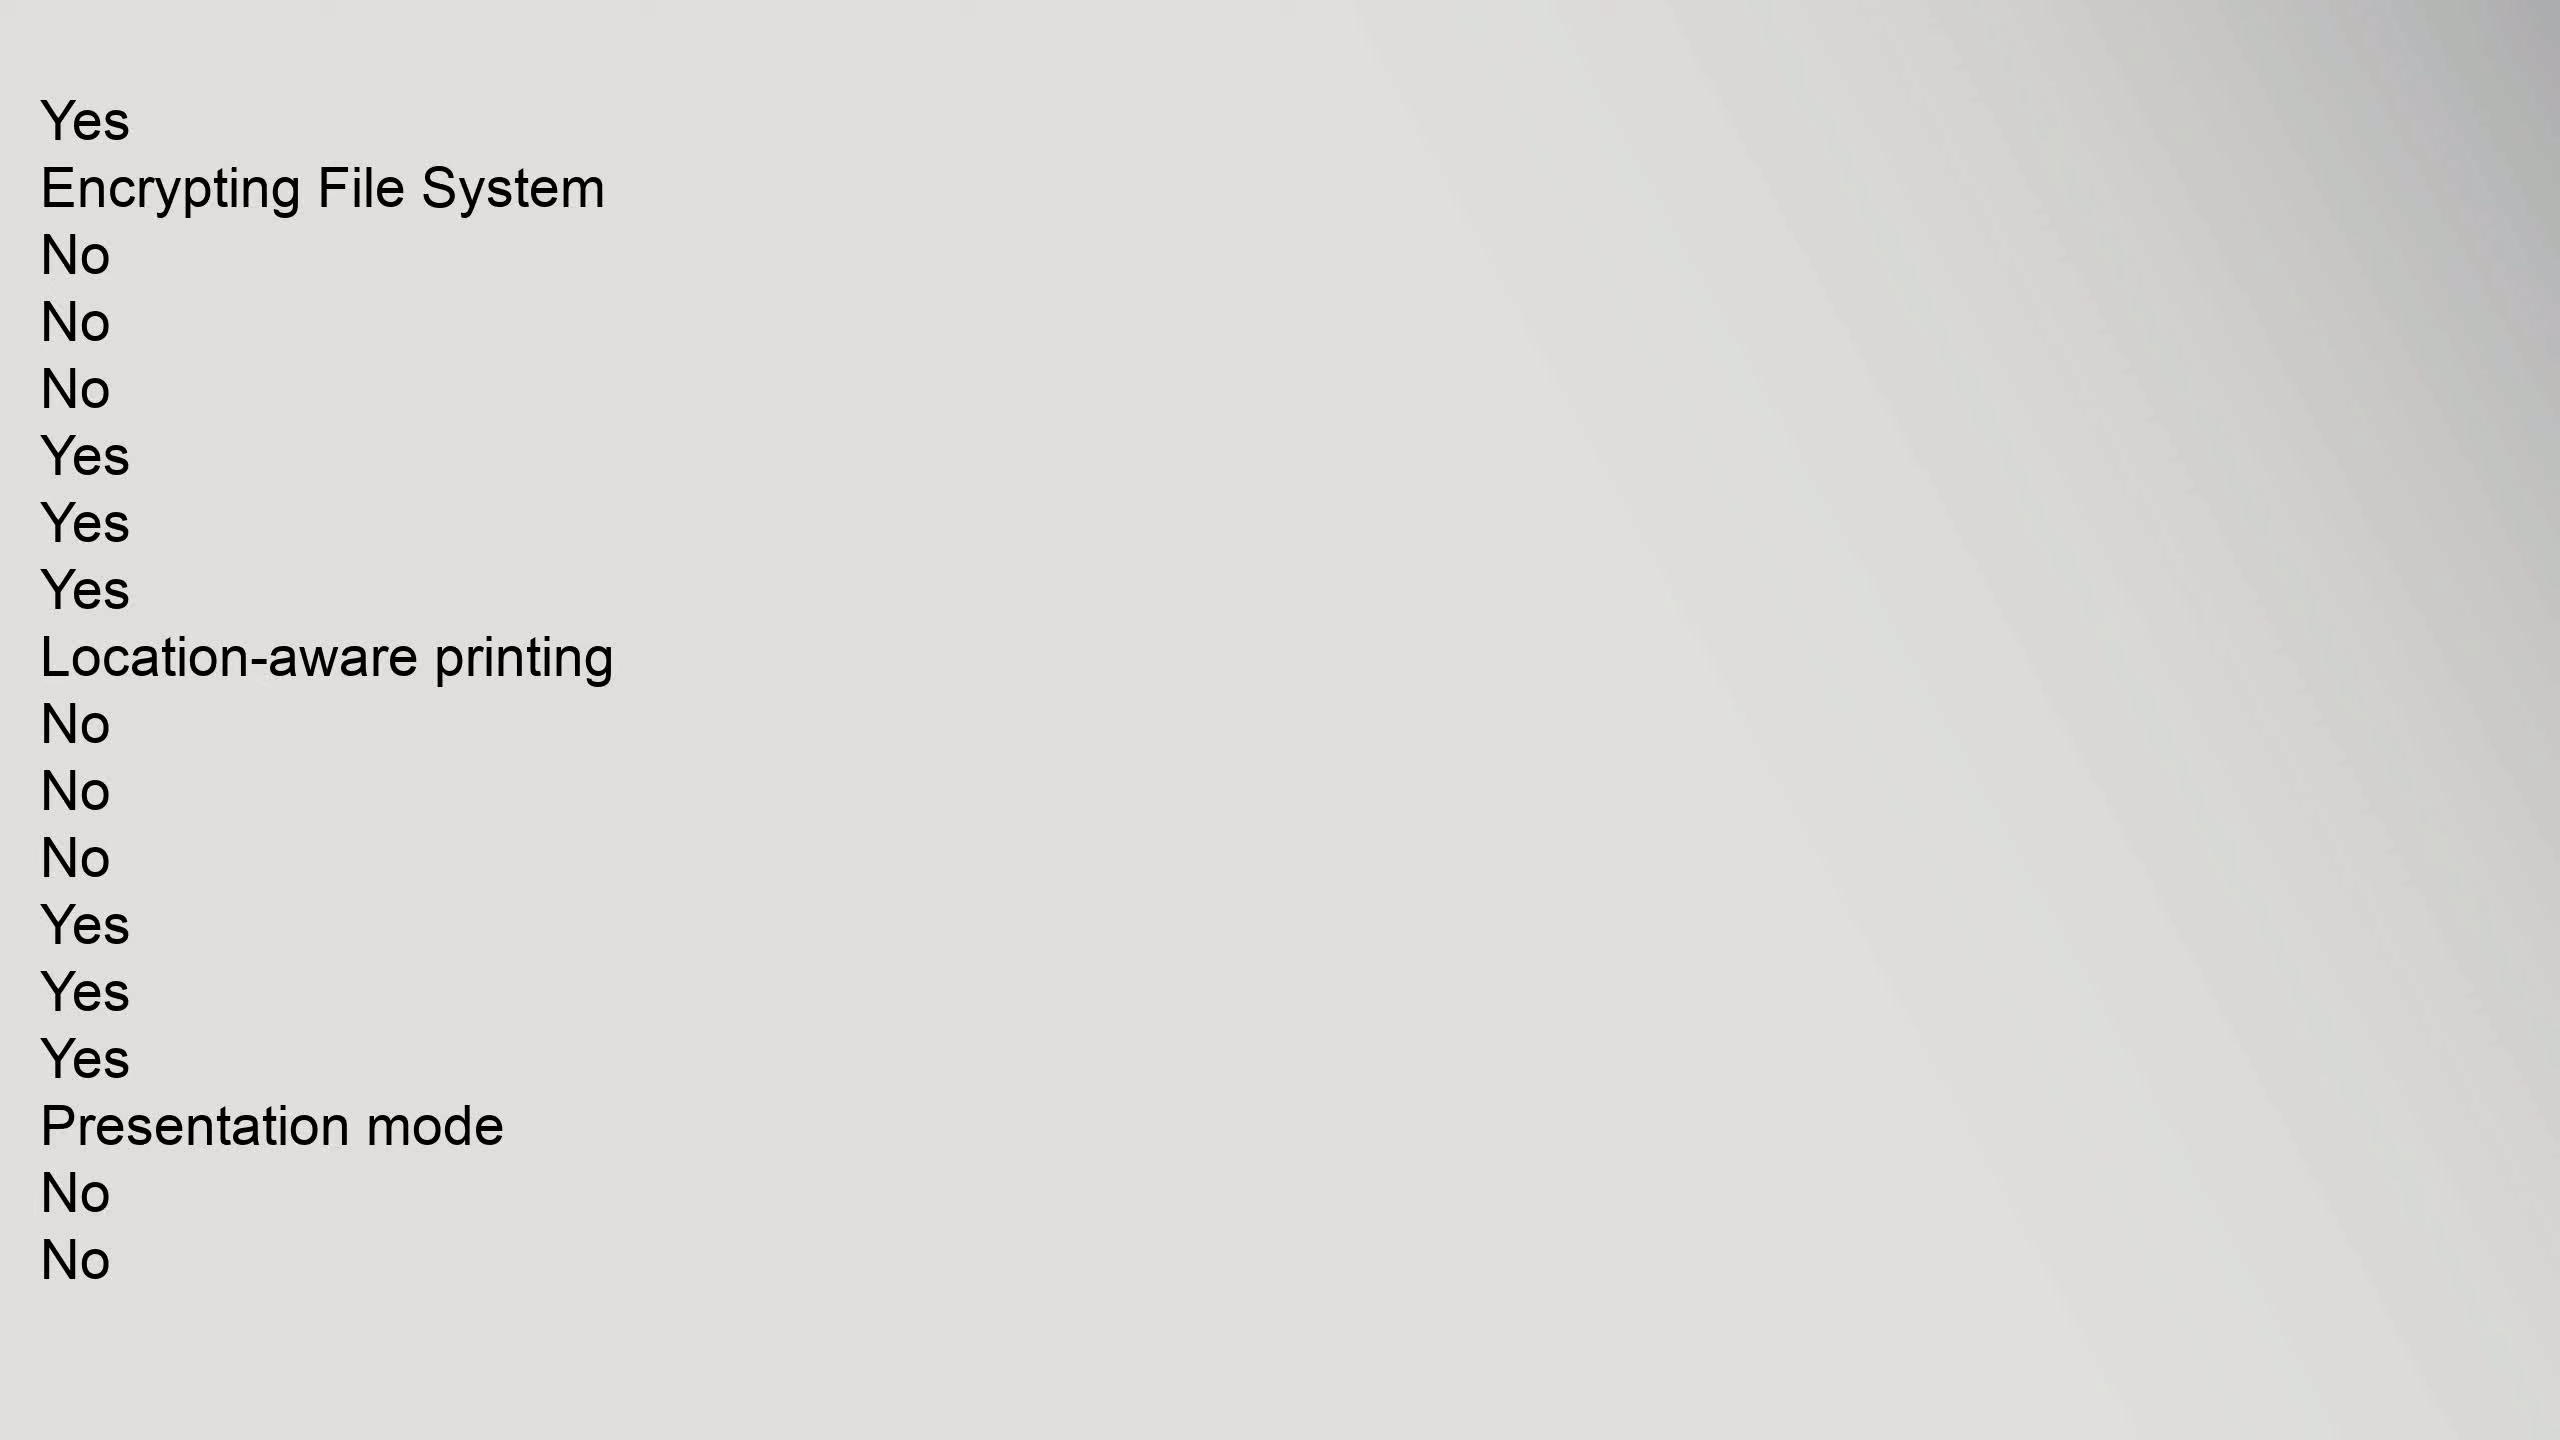 Yes
Encrypting File System
No
No
No
Yes
Yes
Yes
Location-aware printing
No
No
No
Yes
Yes
Yes
Presentation mode
No
No